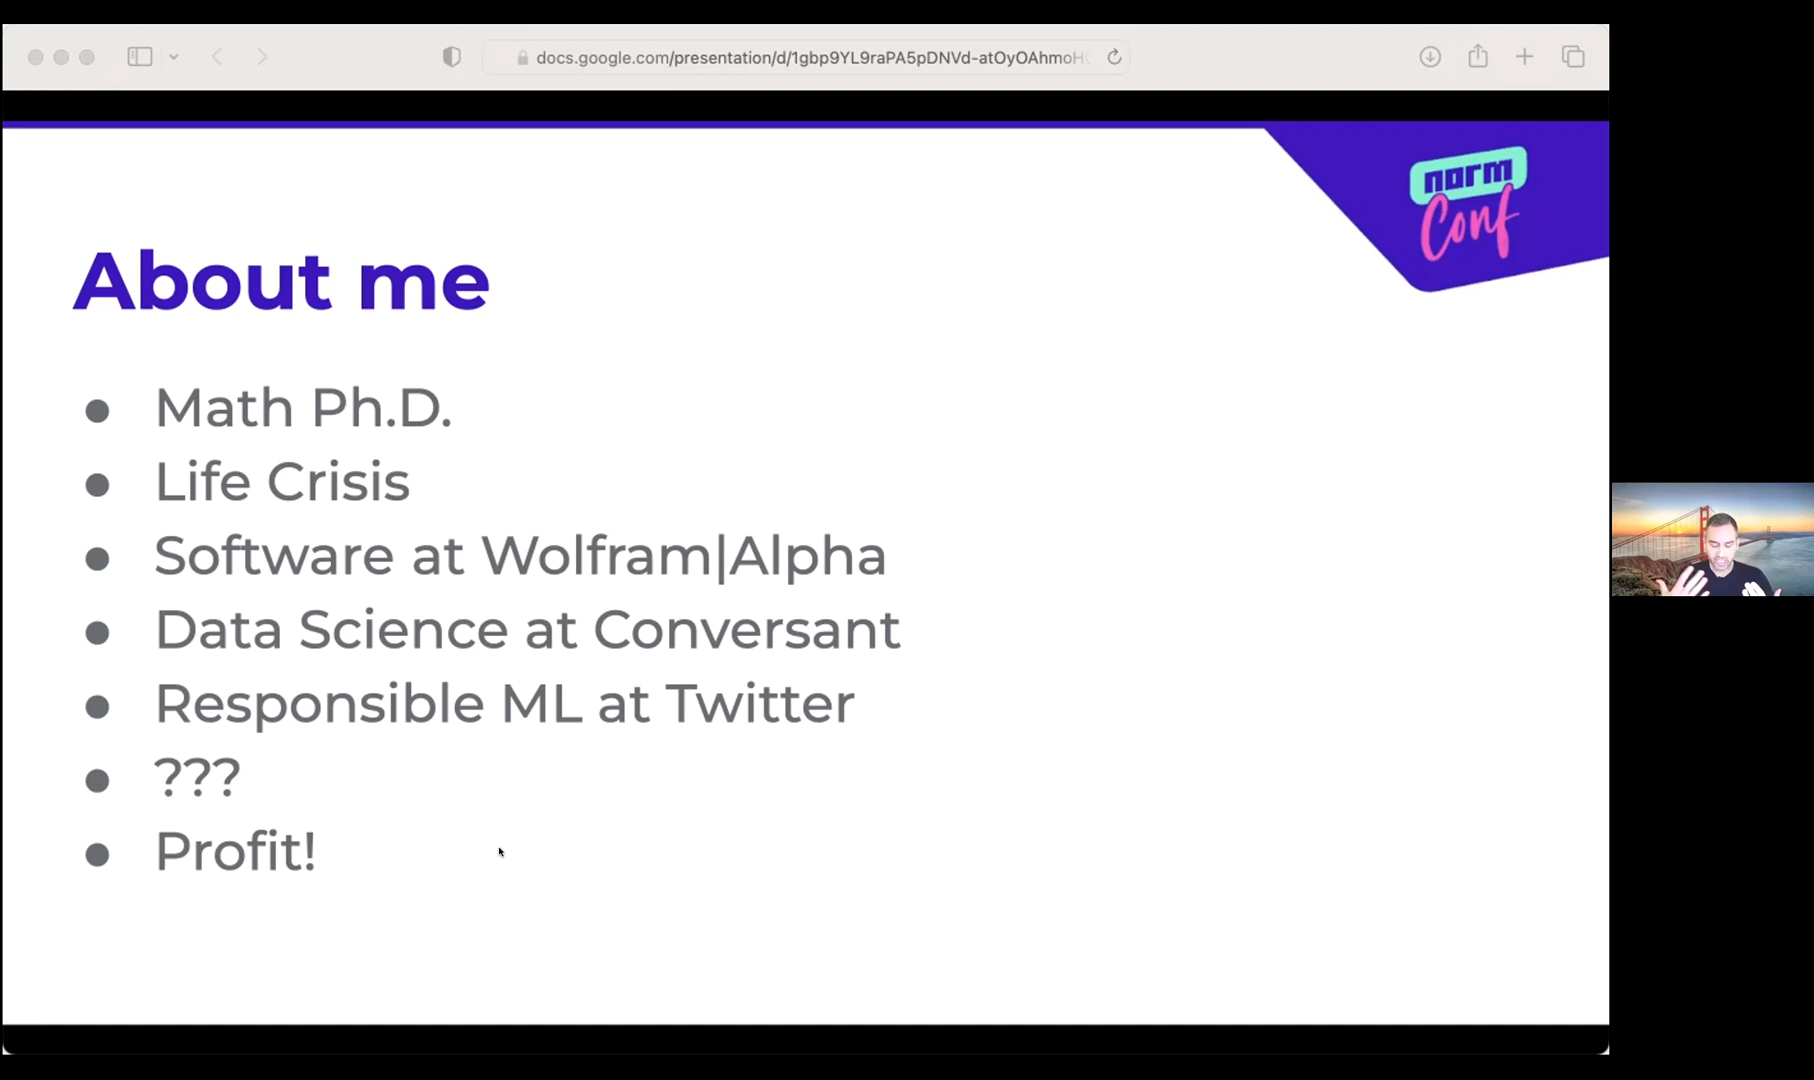 docs.google.com/presentation/d/1gbp9YL9raPA5pDNVd-atOyOAhmoH
norm
Conf
About me
● Math Ph.D.
● Life Crisis
● Software at Wolfram|Alpha
● Data Science at Conversant
● Responsible ML at Twitter
● ???
● Profit!